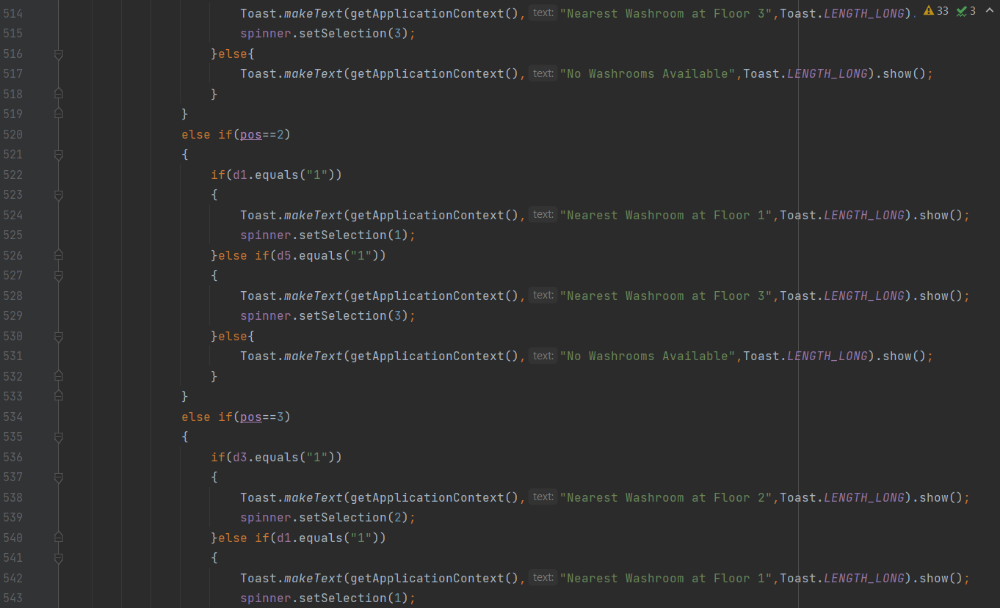 514 Toast.makeText(getApplicationContext(), text: "Nearest Washroom at Floor 3",Toast.LENGTH_LONG). 33 3
515 spinner.setSelection(3);
516 }else{
517 Toast.makeText(getApplicationContext(), text: "No Washrooms Available",Toast.LENGTH_LONG).show();
518 }
519 }
520 else if(pos==2)
521 {
522 if(d1.equals("1"))
523 {
524 Toast.makeText(getApplicationContext(), text: "Nearest Washroom at Floor 1",Toast.LENGTH_LONG).show();
525 spinner.setSelection(1);
526 }else if(d5.equals("1"))
527 {
528 Toast.makeText(getApplicationContext(), text: "Nearest Washroom at Floor 3",Toast.LENGTH_LONG).show();
529 spinner.setSelection(3);
530 }else{
531 Toast.makeText(getApplicationContext(), text: "No Washrooms Available",Toast.LENGTH_LONG).show();
532 }
533 }
534 else if(pos==3)
535 {
536 if(d3.equals("1"))
537 {
538 Toast.makeText(getApplicationContext(), text: "Nearest Washroom at Floor 2",Toast.LENGTH_LONG).show();
539 spinner.setSelection(2);
540 }else if(d1.equals("1"))
541 {
542 Toast.makeText(getApplicationContext(), text: "Nearest Washroom at Floor 1",Toast.LENGTH_LONG).show();
543 spinner.setSelection(1);